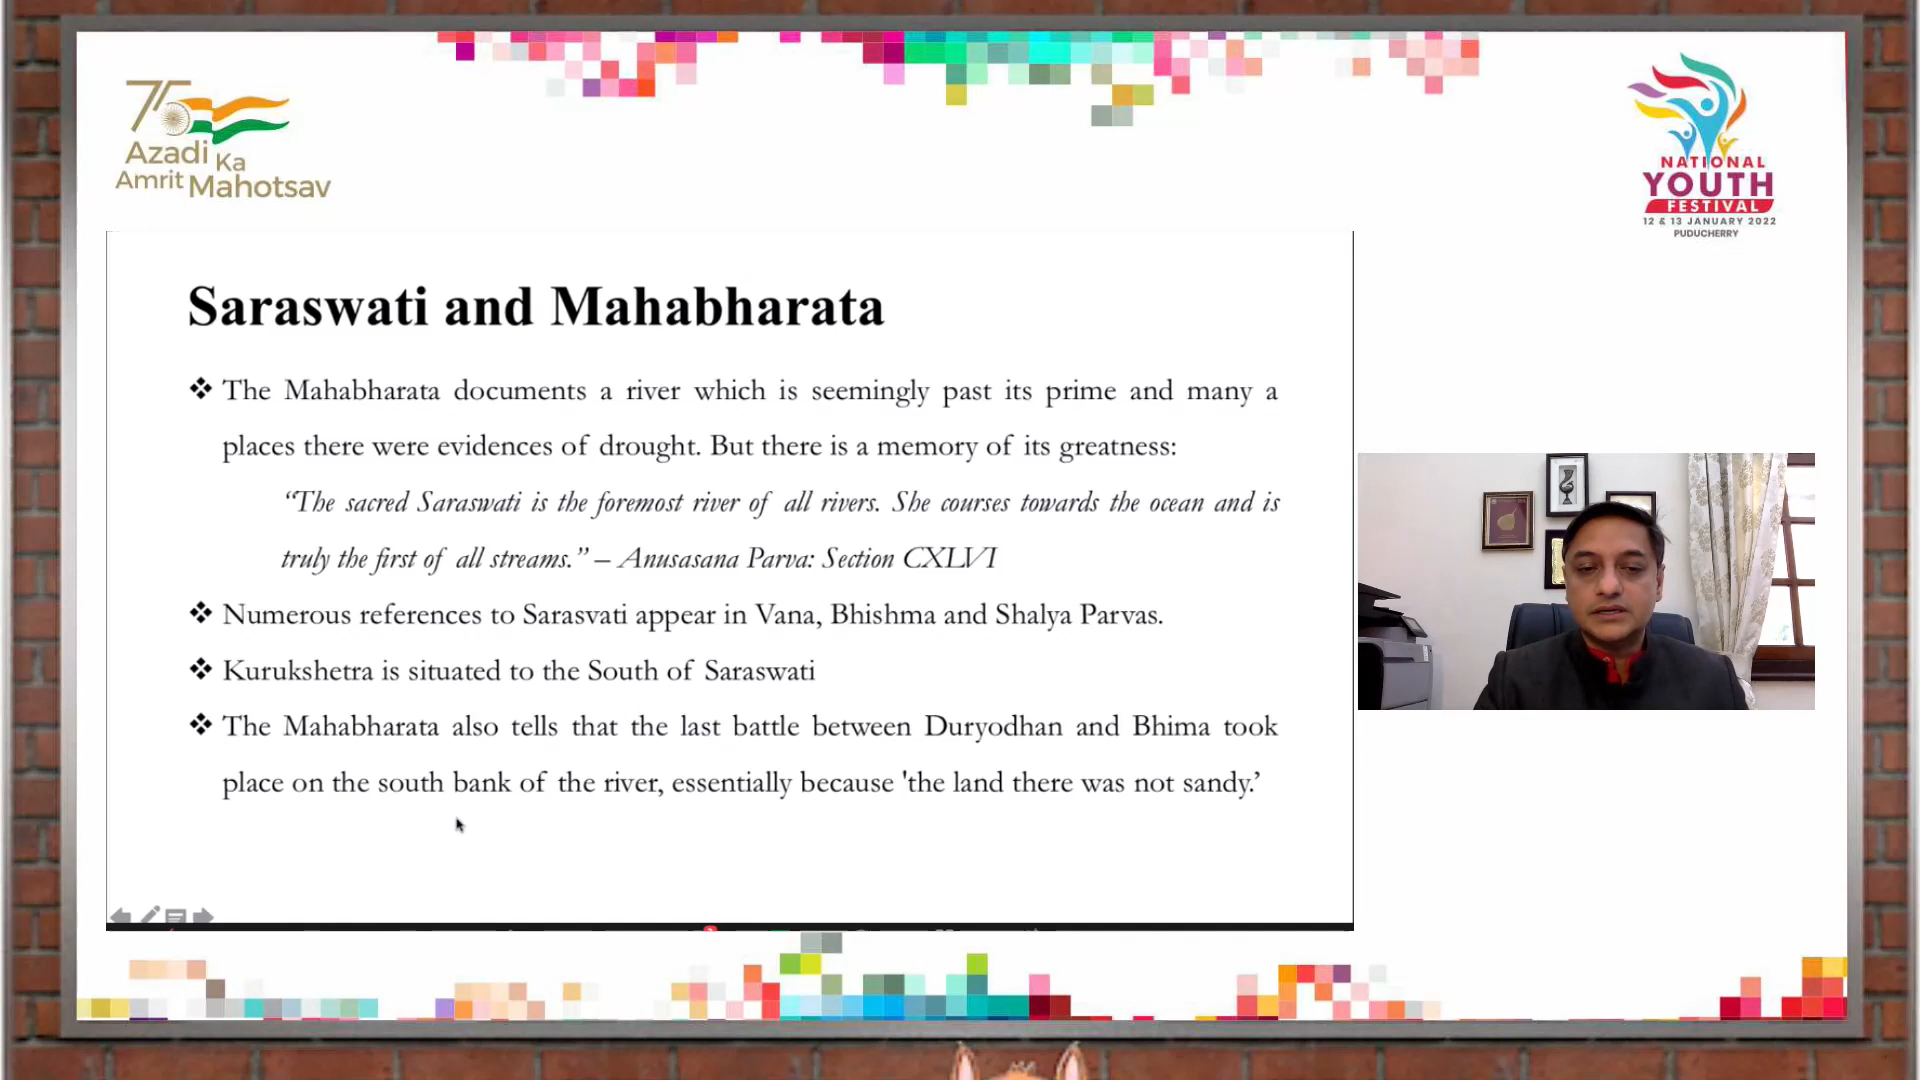 75
Azadi Ka
Amrit Mahotsav
NATIONAL
YOUTH
FESTIVAL
12 & 13 JANUARY 2022
PUDUCHERRY
Saraswati and Mahabharata
❖ The Mahabharata documents a river which is seemingly past its prime and many a
places there were evidences of drought. But there is a memory of its greatness:
“The sacred Saraswati is the foremost river of all rivers. She courses towards the ocean and is
truly the first of all streams.” – Anusasana Parva: Section CXLVI
❖ Numerous references to Sarasvati appear in Vana, Bhishma and Shalya Parvas.
❖ Kurukshetra is situated to the South of Saraswati
❖ The Mahabharata also tells that the last battle between Duryodhan and Bhima took
place on the south bank of the river, essentially because 'the land there was not sandy.’